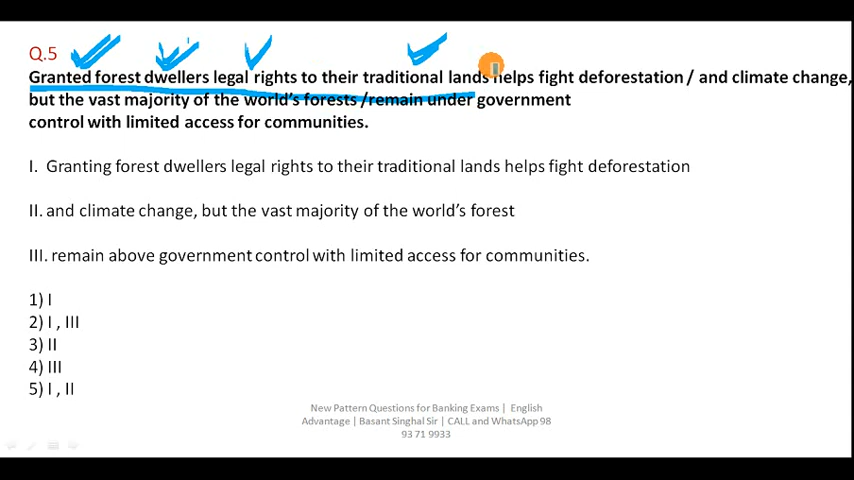 Q.5
Granted forest dwellers legal rights to their traditional lands helps fight deforestation / and climate change,
but the vast majority of the world's forests /remain under government
control with limited access for communities.
I. Granting forest dwellers legal rights to their traditional lands helps fight deforestation
II. and climate change, but the vast majority of the world's forest
III. remain above government control with limited access for communities.
1) I
2) I , III
3) II
4) III
5) I , II
New Pattern Questions for Banking Exams | English
Advantage | Basant Singhal Sir | CALL and WhatsApp 98
93 71 9933